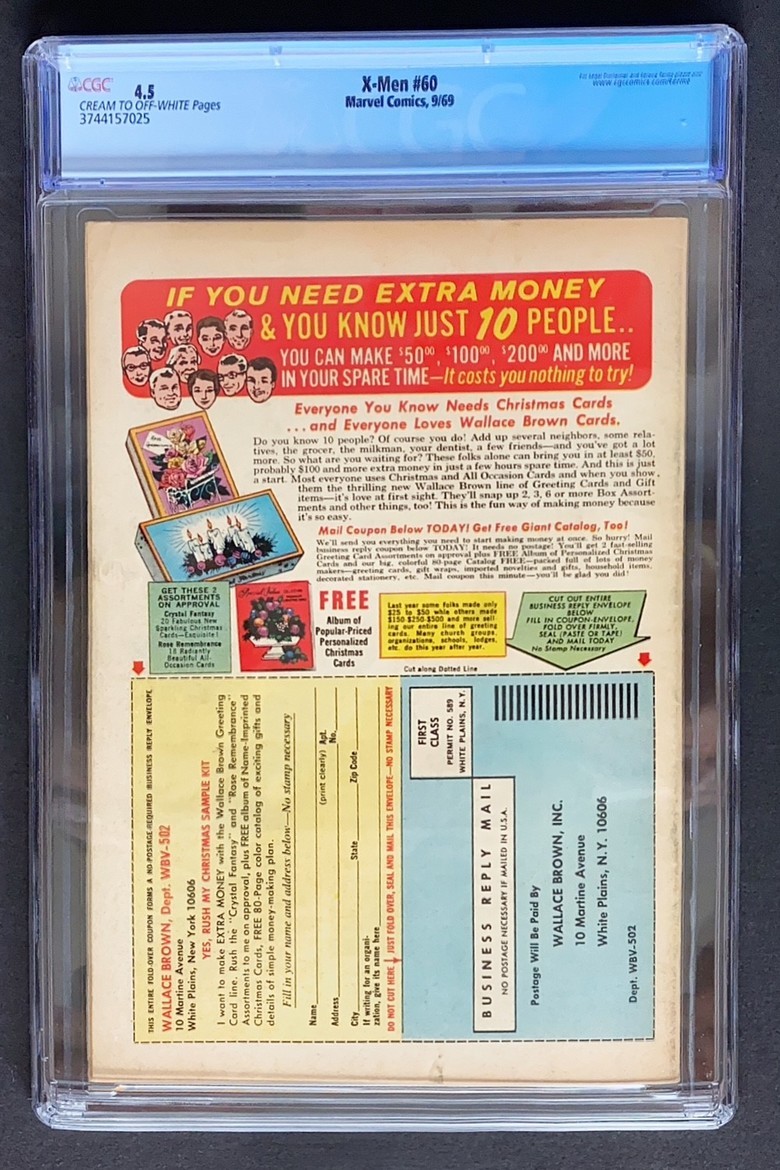 CGC
4.5
CREAM TO OFF-WHITE Pages
3744157025
X-Men #60
Marvel Comics, 9/69
www.cgccomics.com/terms
IF YOU NEED EXTRA MONEY
& YOU KNOW JUST 10 PEOPLE..
YOU CAN MAKE $50⁰⁰, $100⁰⁰, $200⁰⁰ AND MORE
IN YOUR SPARE TIME—It costs you nothing to try!
Everyone You Know Needs Christmas Cards
...and Everyone Loves Wallace Brown Cards.
Do you know 10 people? Of course you do! Add up several neighbors, some rela-
tives, the grocer, the milkman, your dentist, a few friends—and you've got a lot
more. So what are you waiting for? These folks alone can bring you in at least $50,
probably $100 and more extra money in just a few hours spare time. And this is just
a start. Most everyone uses Christmas and All Occasion Cards and when you show
them the thrilling new Wallace Brown line of Greeting Cards and Gift
items—it's love at first sight. They'll snap up 2, 3, 6 or more Box Assort-
ments and other things, too! This is the fun way of making money because
it's so easy.
Mail Coupon Below TODAY! Get Free Giant Catalog, Too!
We'll send you everything you need to start making money at once. So hurry! Mail
business reply coupon below TODAY! It needs no postage! You'll get 2 fast-selling
Greeting Card Assortments on approval plus FREE Album of Personalized Christmas
Cards and our big, colorful 80-page Catalog FREE—packed full of lots of money
makers—greeting cards, gift wraps, imported novelties and gifts, household items,
decorated stationery, etc. Mail coupon this minute—you'll be glad you did!
GET THESE 2
ASSORTMENTS
ON APPROVAL
Crystal Fantasy
20 Fabulous New
Sparkling Christmas
Cards—Exquisite!
Rose Remembrance
18 Radiantly
Beautiful All-
Occasion Cards
FREE
Album of
Popular-Priced
Personalized
Christmas
Cards
Last year some folks made only
$25 to $50 while others made
$150-$250-$500 and more sell-
ing our entire line of greeting
cards. Many church groups,
organizations, schools, lodges,
etc. do this year after year.
CUT OUT ENTIRE
BUSINESS REPLY ENVELOPE
BELOW
FILL IN COUPON-ENVELOPE,
FOLD OVER FIRMLY,
SEAL (PASTE OR TAPE)
AND MAIL TODAY
No Stamp Necessary
Cut along Dotted Line
THIS ENTIRE FOLD-OVER COUPON FORMS A NO-POSTAGE-REQUIRED BUSINESS REPLY ENVELOPE
WALLACE BROWN, Dept. WBV-502
10 Martine Avenue
White Plains, New York 10606
YES, RUSH MY CHRISTMAS SAMPLE KIT
I want to make EXTRA MONEY with the Wallace Brown Greeting
Card line. Rush the "Crystal Fantasy" and "Rose Remembrance"
Assortments to me on approval, plus FREE album of Name-Imprinted
Christmas Cards, FREE 80-Page color catalog of exciting gifts and
details of simple money-making plan.
Fill in your name and address below—No stamp necessary
Name
(print clearly)
Address
Apt. No.
City
State
Zip Code
If writing for an organi-
zation, give its name here
DO NOT CUT HERE JUST FOLD OVER, SEAL AND MAIL THIS ENVELOPE—NO STAMP NECESSARY
FIRST
CLASS
PERMIT NO. 589
WHITE PLAINS, N.Y.
BUSINESS REPLY MAIL
NO POSTAGE NECESSARY IF MAILED IN U.S.A.
Postage Will Be Paid By
WALLACE BROWN, INC.
10 Martine Avenue
White Plains, N.Y. 10606
Dept. WBV-502